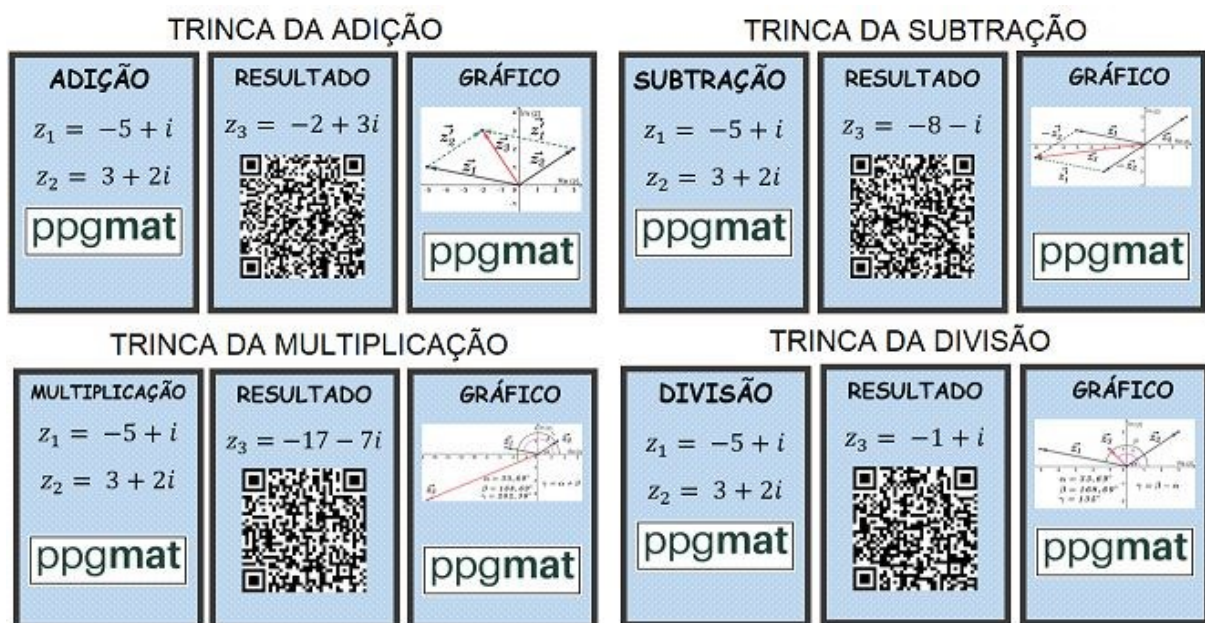 TRINCA DA ADIÇÃO
ADIÇÃO
z₁ = −5 + i
z₂ = 3 + 2i
ppgmat
RESULTADO
z₃ = −2 + 3i
GRÁFICO
ppgmat
TRINCA DA SUBTRAÇÃO
SUBTRAÇÃO
z₁ = −5 + i
z₂ = 3 + 2i
ppgmat
RESULTADO
z₃ = −8 − i
GRÁFICO
ppgmat
TRINCA DA MULTIPLICAÇÃO
MULTIPLICAÇÃO
z₁ = −5 + i
z₂ = 3 + 2i
ppgmat
RESULTADO
z₃ = −17 − 7i
GRÁFICO
γ = α + β
ppgmat
TRINCA DA DIVISÃO
DIVISÃO
z₁ = −5 + i
z₂ = 3 + 2i
ppgmat
RESULTADO
z₃ = −1 + i
GRÁFICO
γ = 135°
γ = β − α
ppgmat